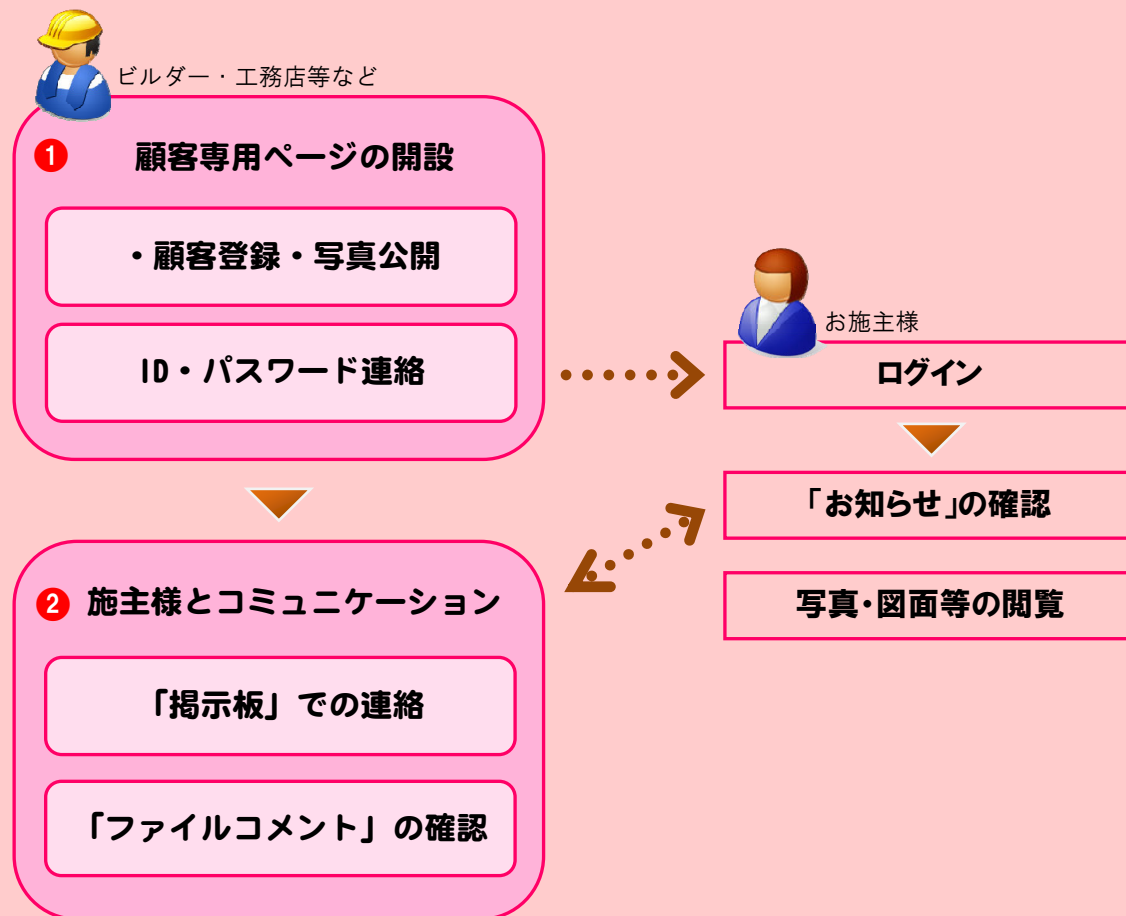 ビルダー・工務店等など
❶ 顧客専用ページの開設
・顧客登録・写真公開
ID・パスワード連絡
❷ 施主様とコミュニケーション
「掲示板」での連絡
「ファイルコメント」の確認
お施主様
ログイン
「お知らせ」の確認
写真・図面等の閲覧